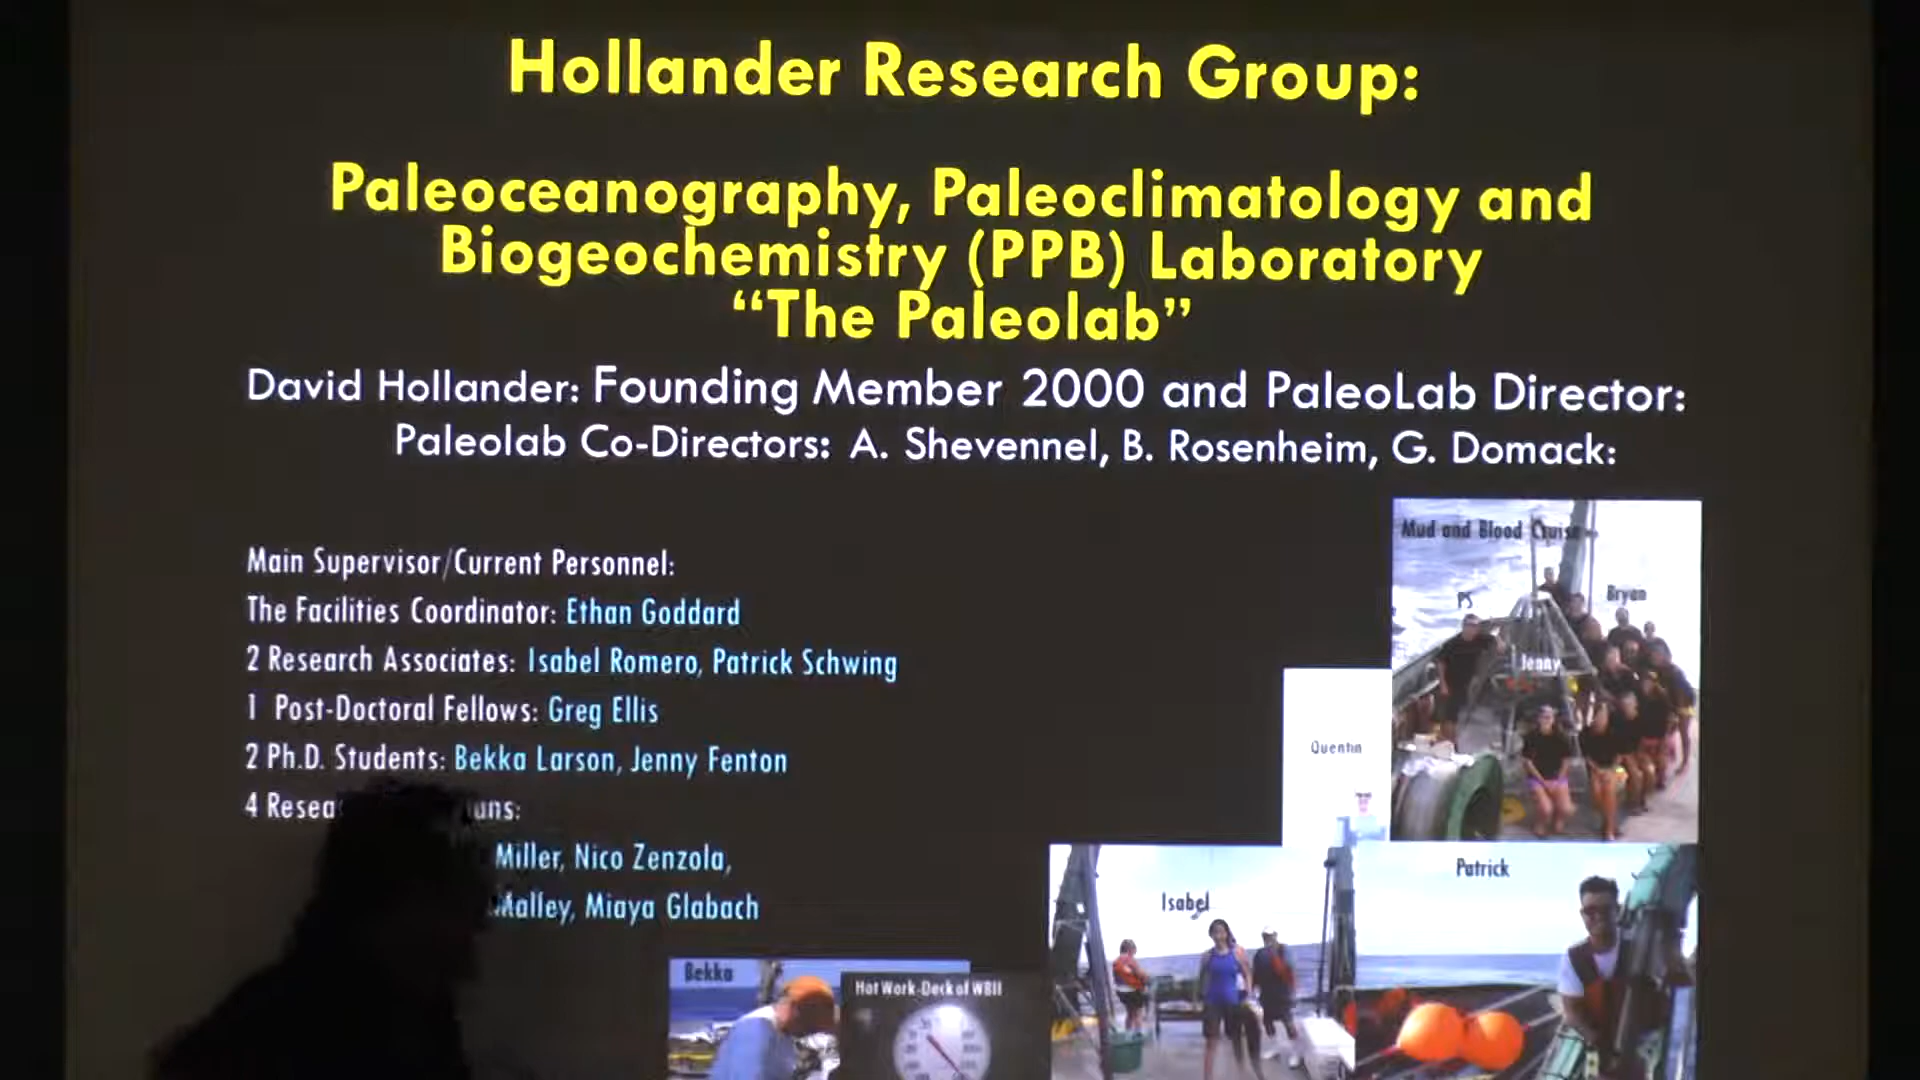 Hollander Research Group:
Paleoceanography, Paleoclimatology and
Biogeochemistry (PPB) Laboratory
“The Paleolab”
David Hollander: Founding Member 2000 and PaleoLab Director:
Paleolab Co-Directors: A. Shevennel, B. Rosenheim, G. Domack:
Main Supervisor/Current Personnel:
The Facilities Coordinator: Ethan Goddard
2 Research Associates: Isabel Romero, Patrick Schwing
1 Post-Doctoral Fellows: Greg Ellis
2 Ph.D. Students: Bekka Larson, Jenny Fenton
4
Miller, Nico Zenzola,
Miaya Glabach
Mud and Blood Cruise
PS
Bryan
Jenny
Quentin
Isabel
Patrick
Bekka
Hot Work-Deck of WBII